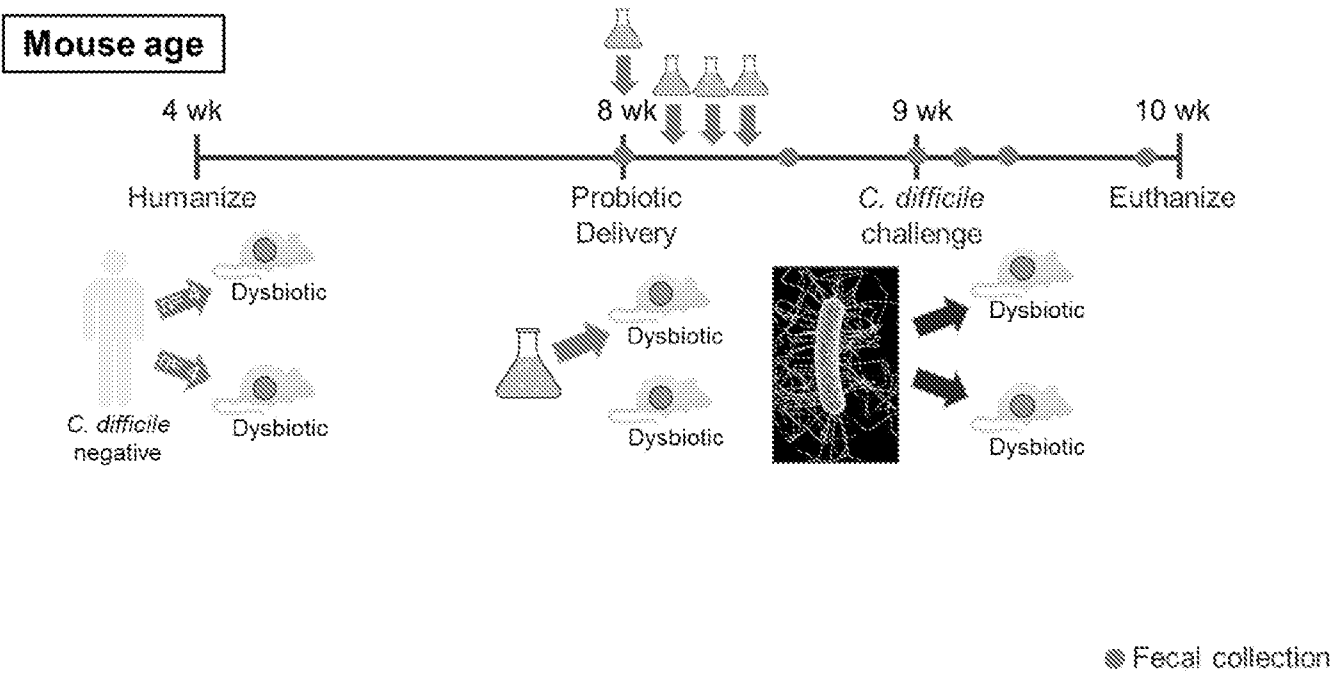 Mouse age
4 wk
8 wk
9 wk
10 wk
Humanize
Probiotic
Delivery
C. difficile
challenge
Euthanize
Dysbiotic
Dysbiotic
C. difficile
negative
Dysbiotic
Dysbiotic
Dysbiotic
Dysbiotic
Fecal collection